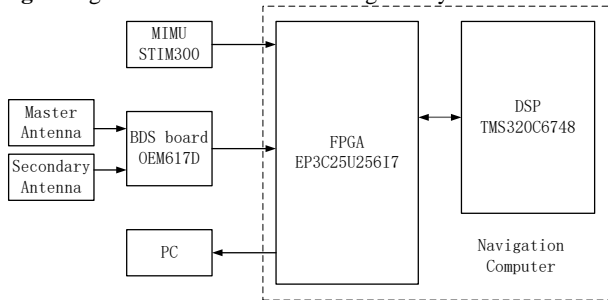 MIMU
STIM300
Master
Antenna
Secondary
Antenna
BDS board
OEM617D
PC
FPGA
EP3C25U256I7
DSP
TMS320C6748
Navigation
Computer